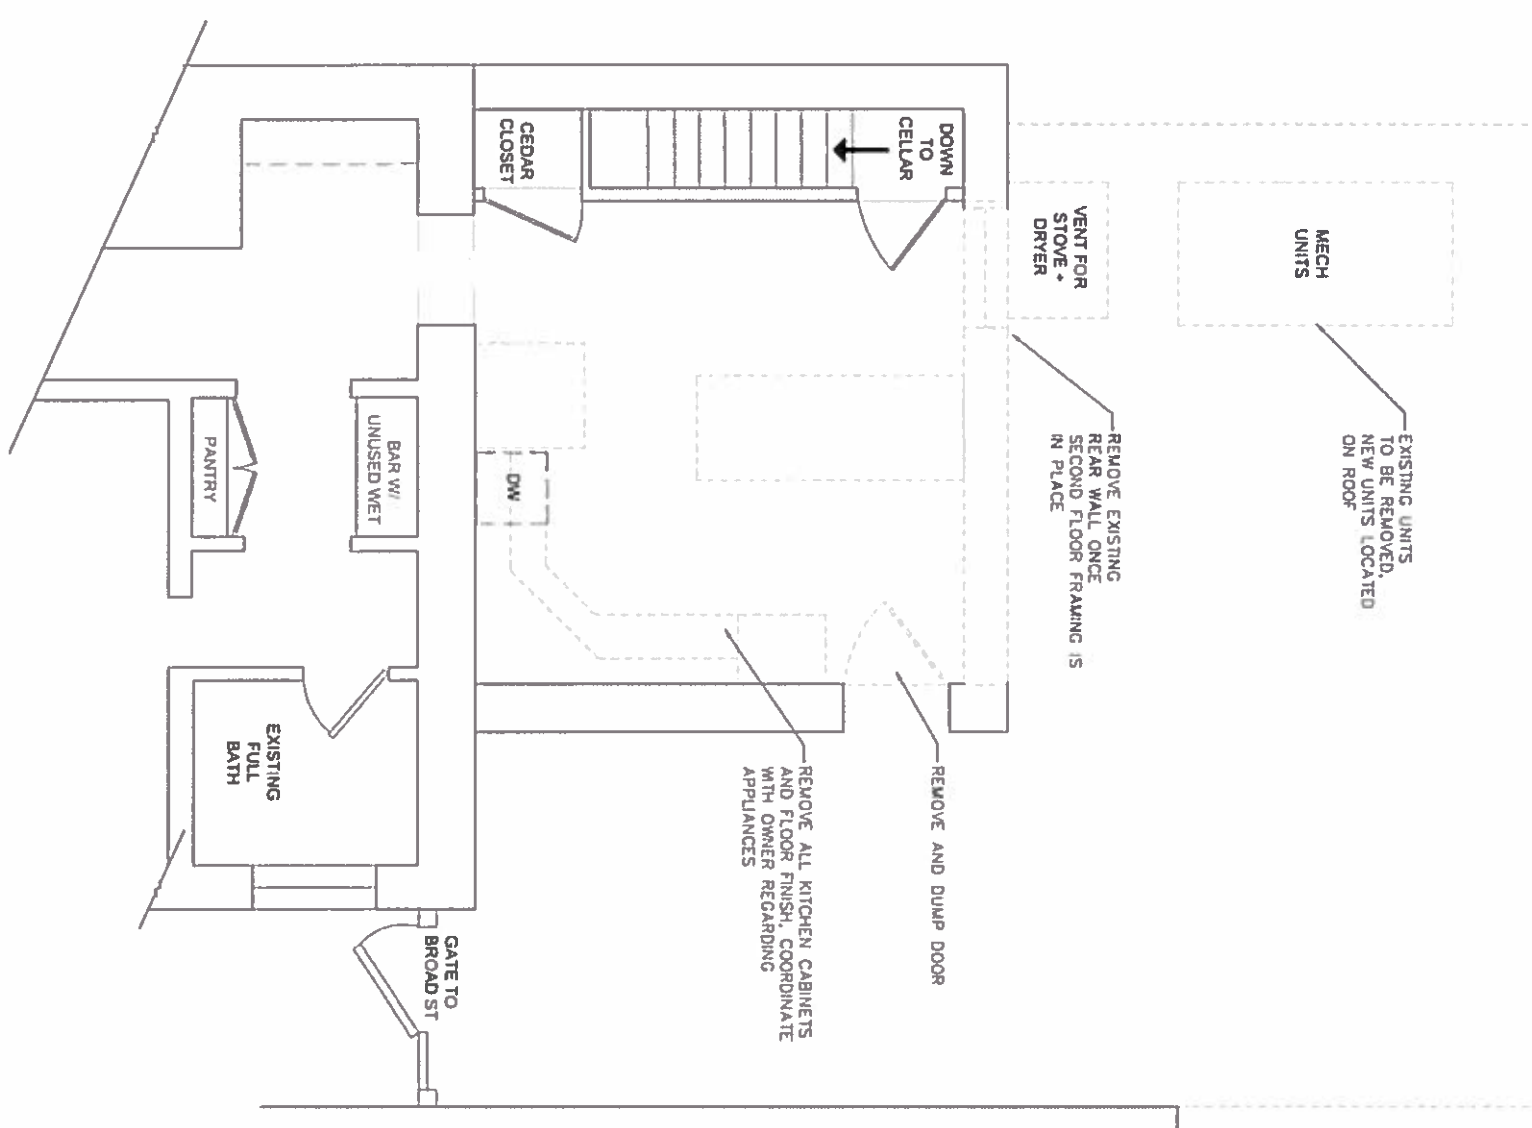 DOWN
TO
CELLAR
CEDAR
CLOSET
VENT FOR
STOVE +
DRYER
MECH
UNITS
EXISTING UNITS
TO BE REMOVED,
NEW UNITS LOCATED
ON ROOF
REMOVE EXISTING
REAR WALL ONCE
SECOND FLOOR FRAMING IS
IN PLACE
DW
BAR W/
UNUSED WET
PANTRY
EXISTING
FULL
BATH
REMOVE AND DUMP DOOR
REMOVE ALL KITCHEN CABINETS
AND FLOOR FINISH, COORDINATE
WITH OWNER REGARDING
APPLIANCES
GATE TO
BROAD ST